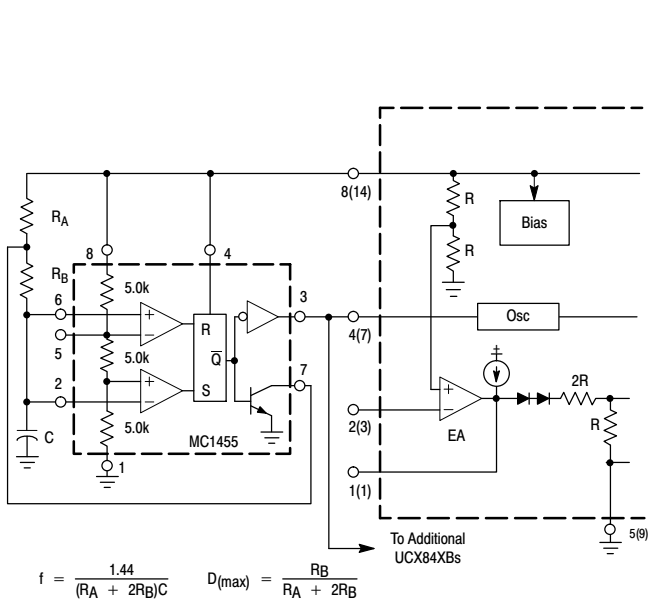 8(14)
R
Bias
R
RA
8
4
RB
5.0k
6
3
4(7)
Osc
5
R
Q
5.0k
7
2
S
2R
2(3)
EA
R
C
5.0k
MC1455
1
1(1)
5(9)
To Additional
UCX84XBs
f = 1.44 / (RA + 2RB)C
D(max) = RB / RA + 2RB